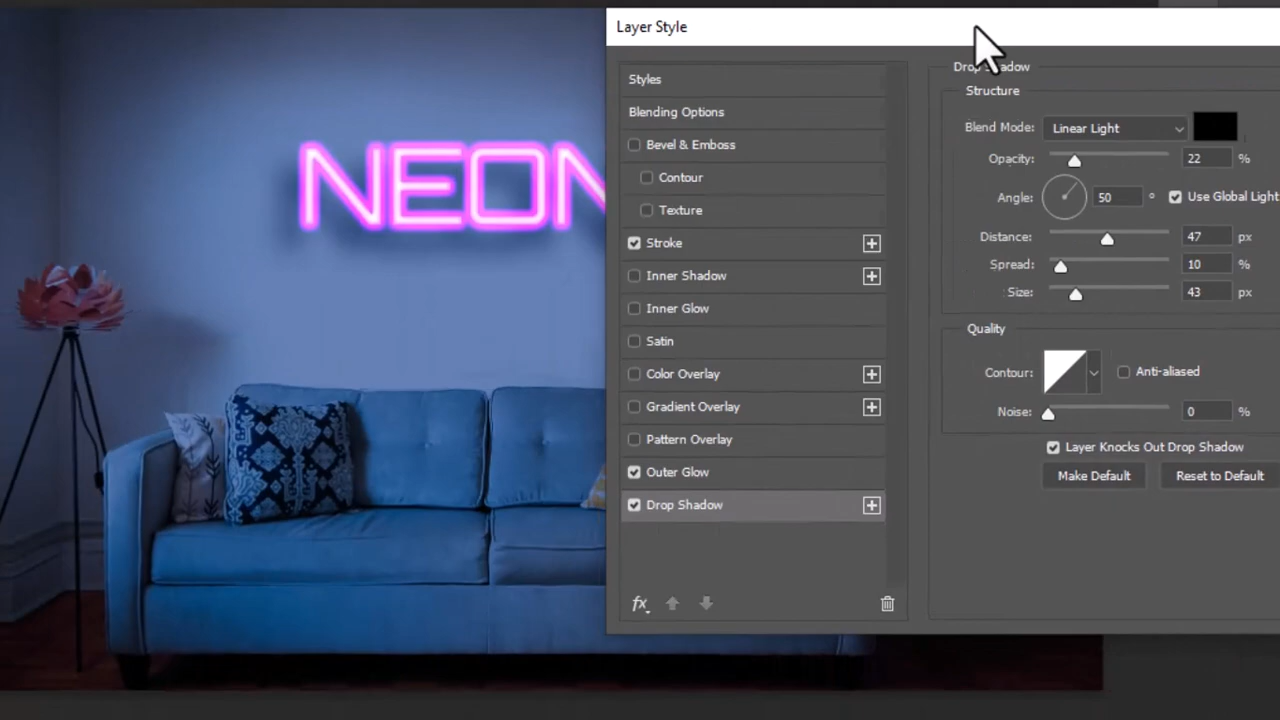 Layer Style
NEON
Styles
Blending Options
Bevel & Emboss
Contour
Texture
Stroke
Inner Shadow
Inner Glow
Satin
Color Overlay
Gradient Overlay
Pattern Overlay
Outer Glow
Drop Shadow
fx
Drop Shadow
Structure
Blend Mode: Linear Light
Opacity: 22 %
Angle: 50 ° Use Global Light
Distance: 47 px
Spread: 10 %
Size: 43 px
Quality
Contour: Anti-aliased
Noise: 0 %
Layer Knocks Out Drop Shadow
Make Default Reset to Default